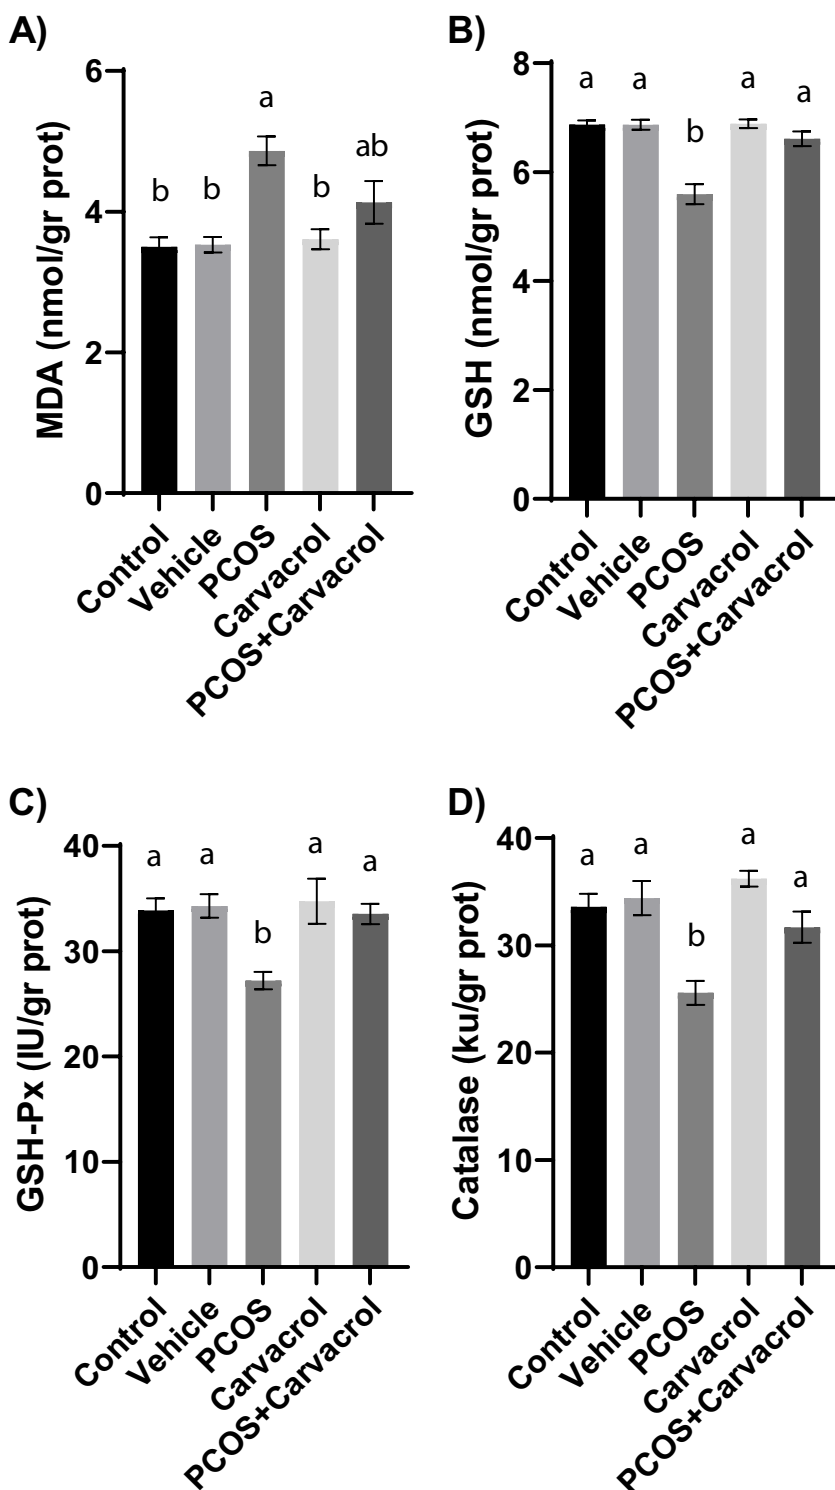 A)
MDA (nmol/gr prot)
6
4
2
0
b
b
a
b
ab
Control
Vehicle
PCOS
Carvacrol
PCOS+Carvacrol
B)
GSH (nmol/gr prot)
8
6
4
2
0
a
a
b
a
a
Control
Vehicle
PCOS
Carvacrol
PCOS+Carvacrol
C)
GSH-Px (IU/gr prot)
40
30
20
10
0
a
a
b
a
a
Control
Vehicle
PCOS
Carvacrol
PCOS+Carvacrol
D)
Catalase (ku/gr prot)
40
30
20
10
0
a
a
b
a
a
Control
Vehicle
PCOS
Carvacrol
PCOS+Carvacrol